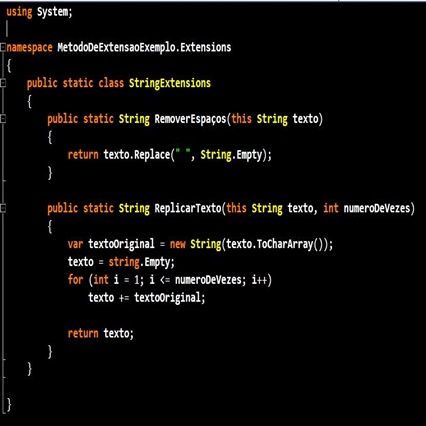 using System;
namespace MetodoDeExtensaoExemplo.Extensions
{
public static class StringExtensions
{
public static String RemoverEspaços(this String texto)
{
return texto.Replace(" ", String.Empty);
}
public static String ReplicarTexto(this String texto, int numeroDeVezes)
{
var textoOriginal = new String(texto.ToCharArray());
texto = string.Empty;
for (int i = 1; i <= numeroDeVezes; i++)
texto += textoOriginal;
return texto;
}
}
}